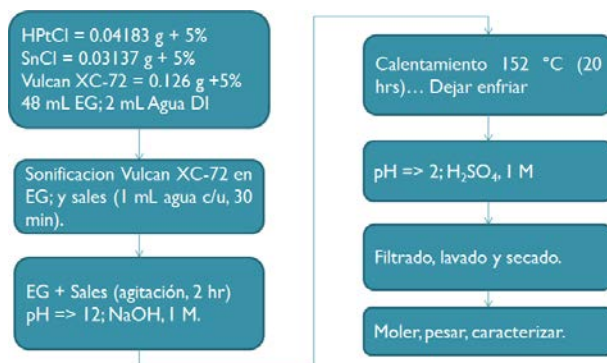 HPtCl = 0.04183 g + 5%
SnCl = 0.03137 g + 5%
Vulcan XC-72 = 0.126 g +5%
48 mL EG; 2 mL Agua DI
Sonificacion Vulcan XC-72 en
EG; y sales (1 mL agua c/u, 30
min).
EG + Sales (agitación, 2 hr)
pH => 12; NaOH, 1 M.
Calentamiento 152 °C (20
hrs)... Dejar enfriar
pH => 2; H₂SO₄, 1 M
Filtrado, lavado y secado.
Moler, pesar, caracterizar.